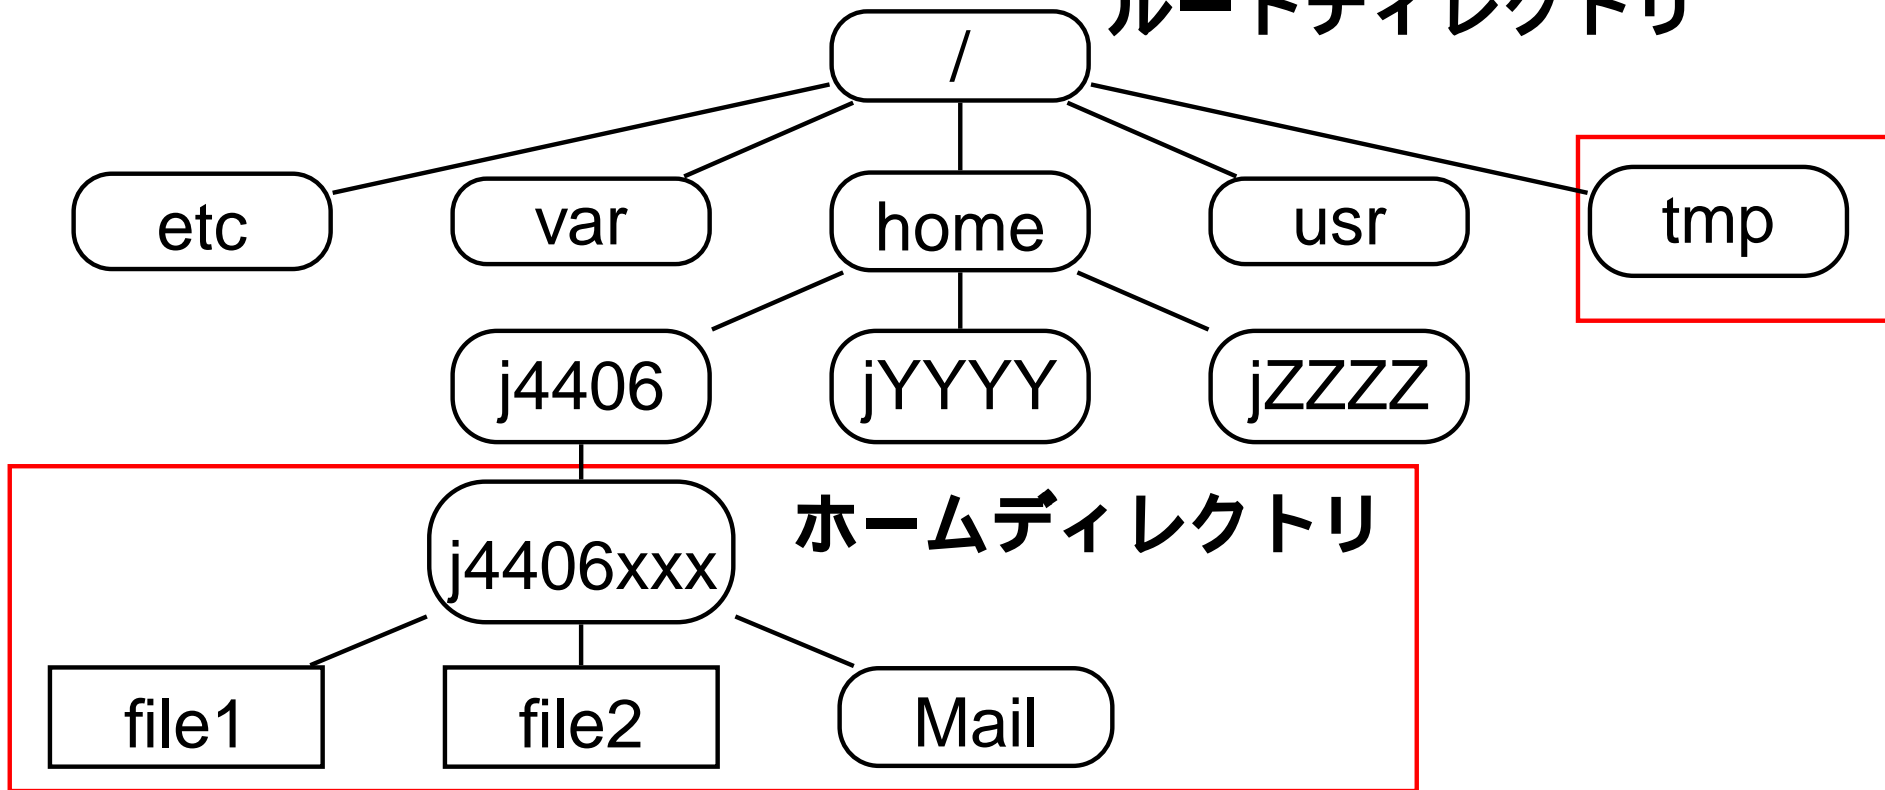 ルートディレクトリ
/
etc
var
home
usr
tmp
j4406
jYYYY
jZZZZ
j4406xxx
ホームディレクトリ
file1
file2
Mail